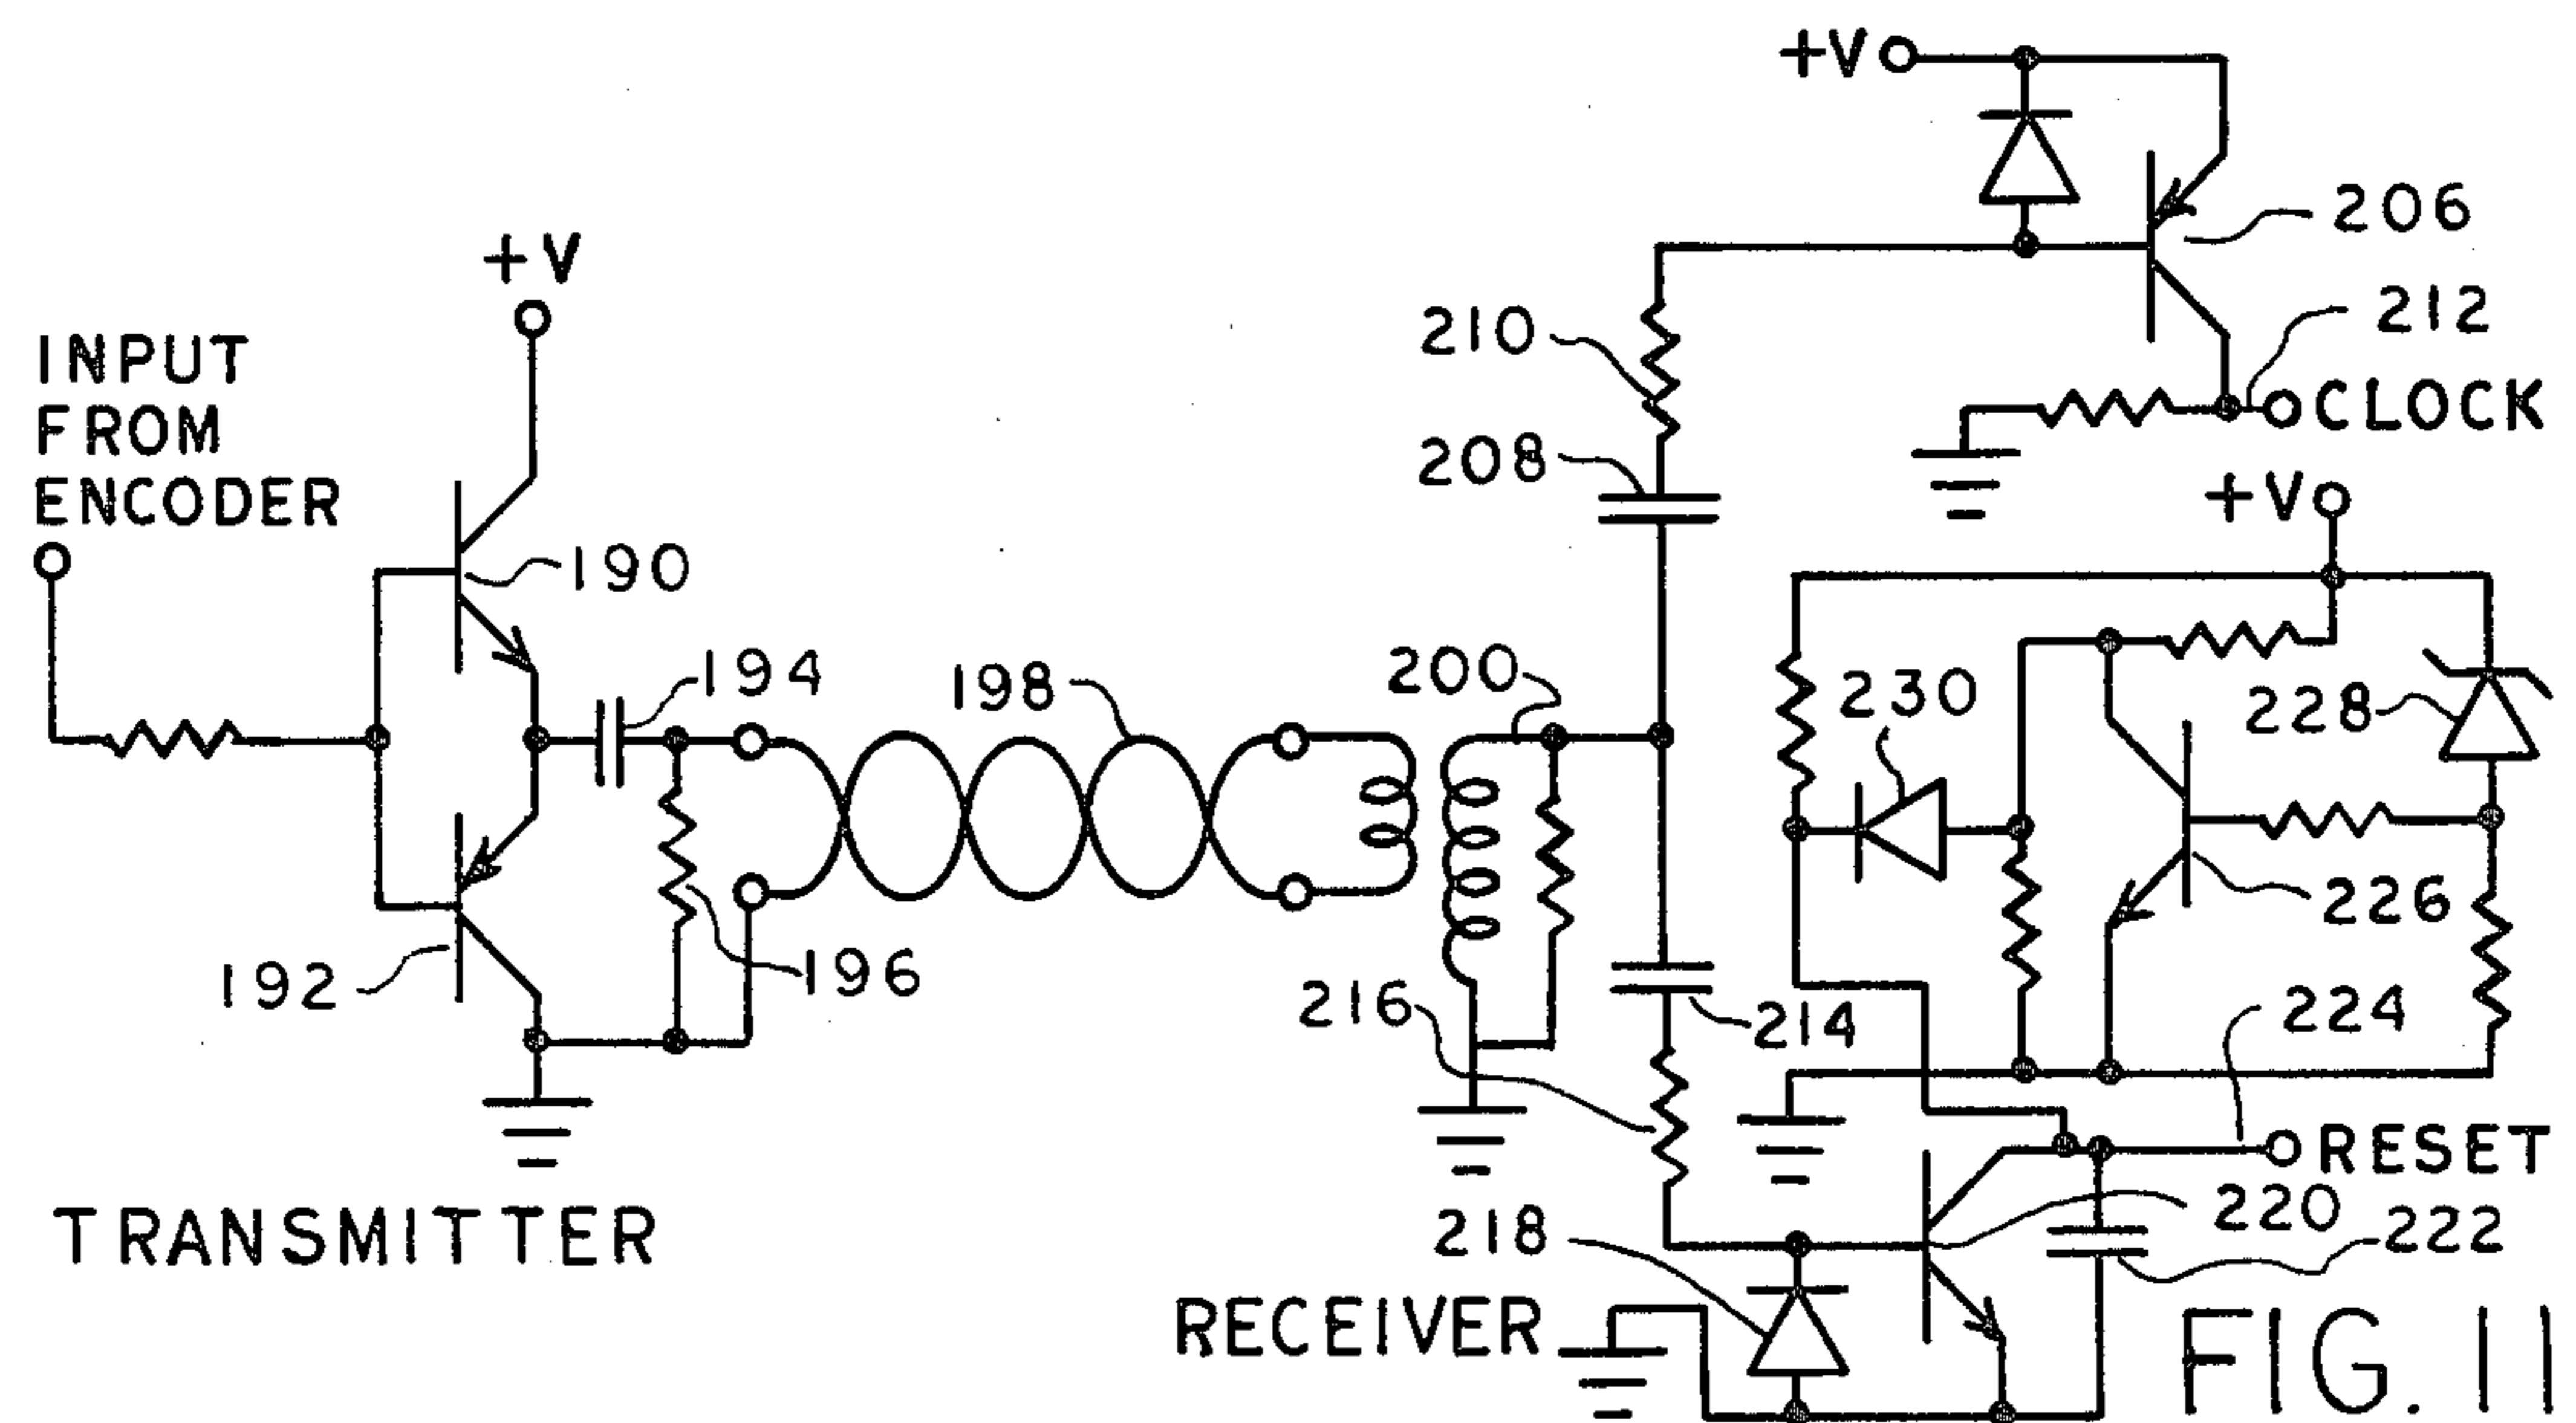 +V
206
212
CLOCK
+V
INPUT
FROM
ENCODER
190
194
192
196
TRANSMITTER
198
200
210
208
+V
230
228
226
216
214
224
RESET
220
222
218
RECEIVER
FIG. 11